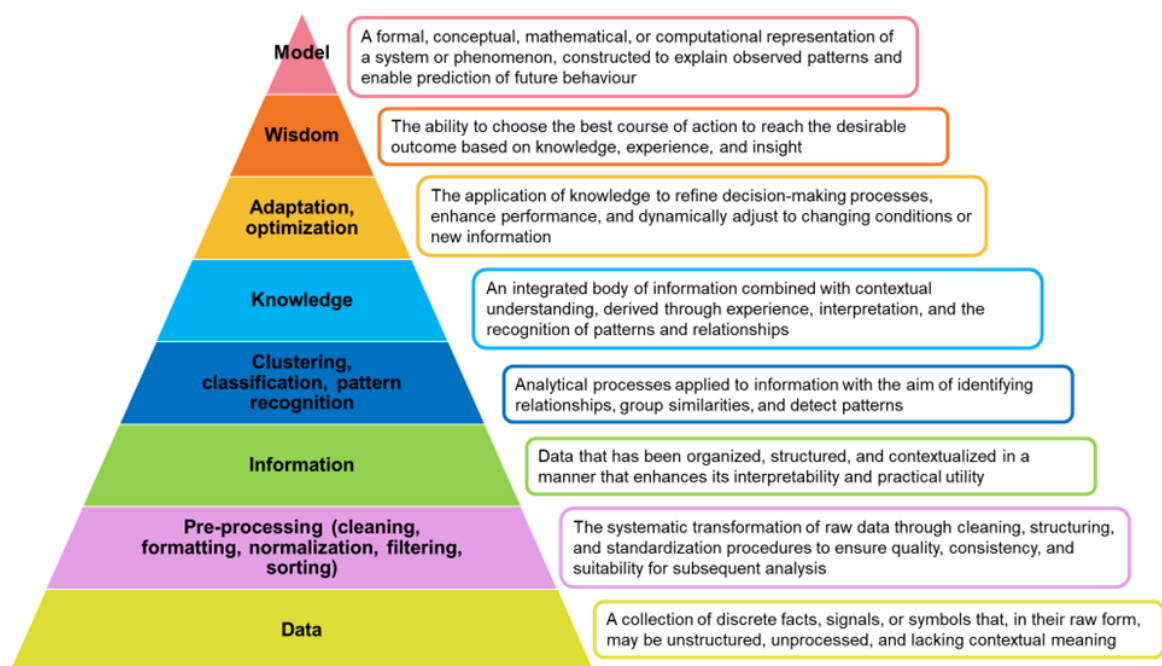 Model
A formal, conceptual, mathematical, or computational representation of
a system or phenomenon, constructed to explain observed patterns and
enable prediction of future behaviour
Wisdom
The ability to choose the best course of action to reach the desirable
outcome based on knowledge, experience, and insight
Adaptation,
optimization
The application of knowledge to refine decision-making processes,
enhance performance, and dynamically adjust to changing conditions or
new information
Knowledge
An integrated body of information combined with contextual
understanding, derived through experience, interpretation, and the
recognition of patterns and relationships
Clustering,
classification, pattern
recognition
Analytical processes applied to information with the aim of identifying
relationships, group similarities, and detect patterns
Information
Data that has been organized, structured, and contextualized in a
manner that enhances its interpretability and practical utility
Pre-processing (cleaning,
formatting, normalization, filtering,
sorting)
The systematic transformation of raw data through cleaning, structuring,
and standardization procedures to ensure quality, consistency, and
suitability for subsequent analysis
Data
A collection of discrete facts, signals, or symbols that, in their raw form,
may be unstructured, unprocessed, and lacking contextual meaning